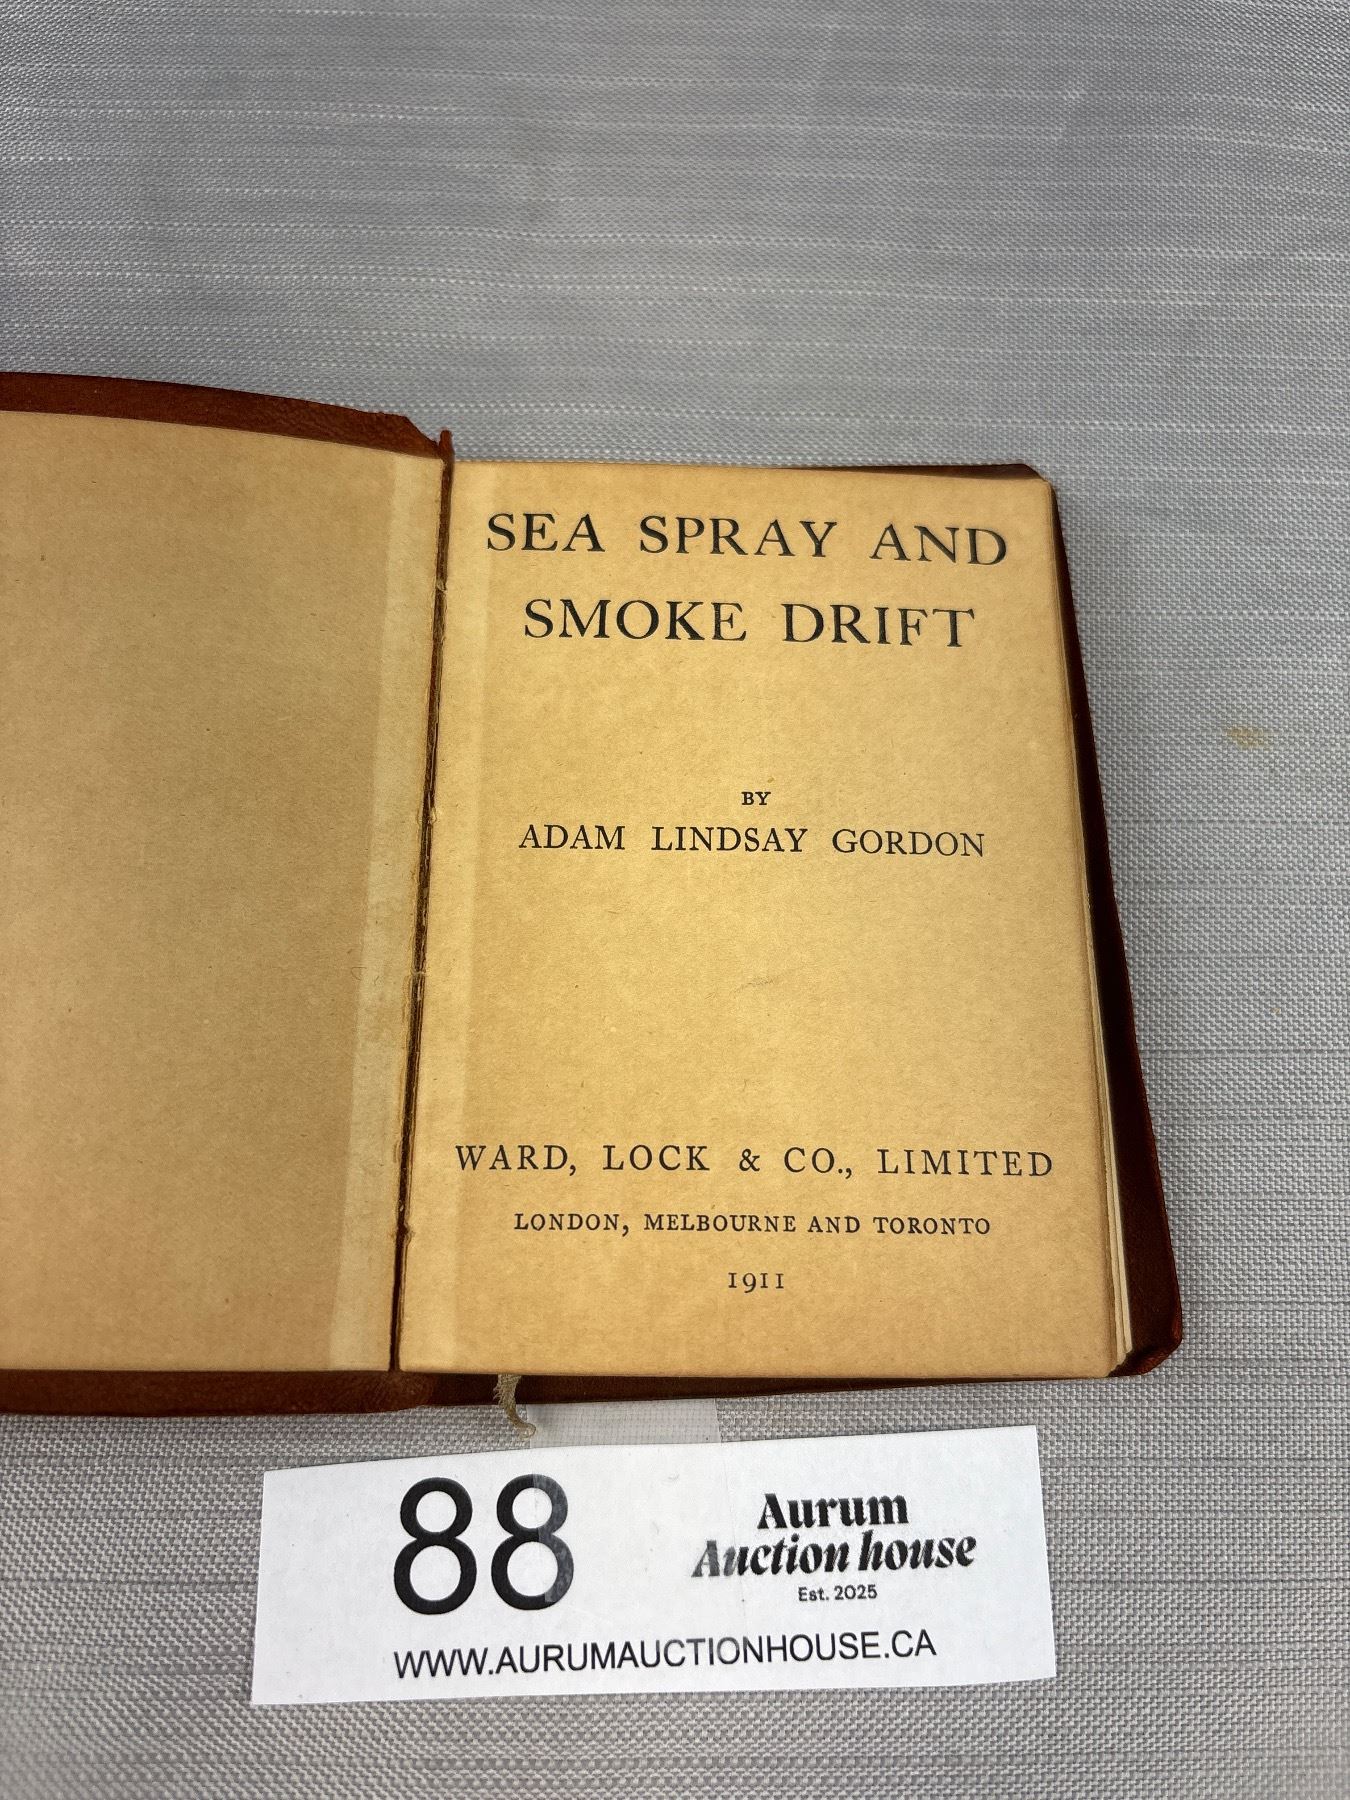 SEA SPRAY AND
SMOKE DRIFT
BY
ADAM LINDSAY GORDON
WARD, LOCK & CO., LIMITED
LONDON, MELBOURNE AND TORONTO
1911
88
Aurum
Auction house
Est. 2025
WWW.AURUMAUCTIONHOUSE.CA